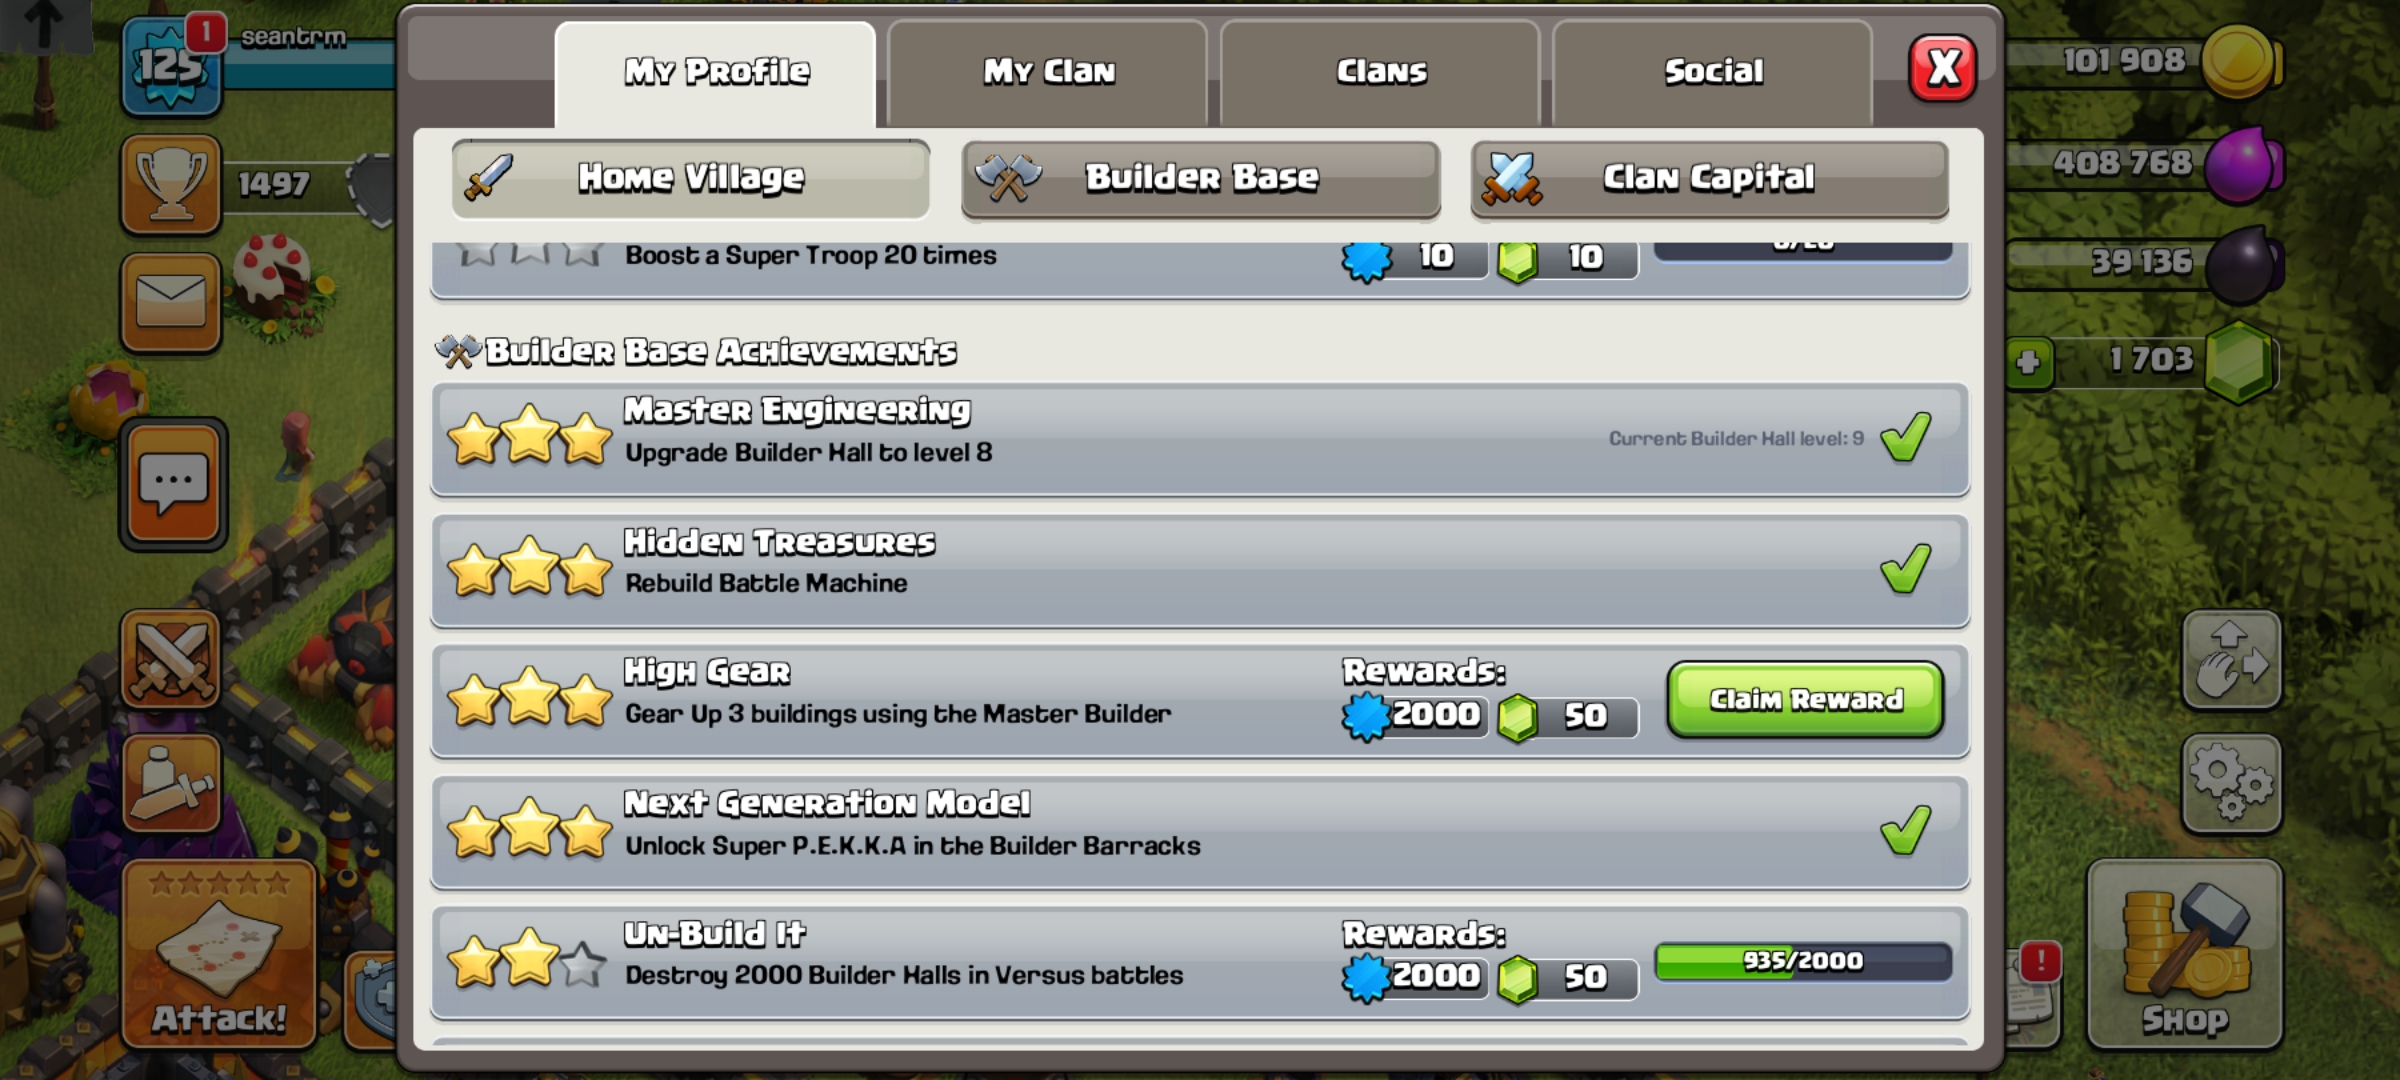 1
125
seantrm
1497
My Profile
My Clan
Clans
Social
X
101 908
408 768
39 136
1 703
Home Village
Builder Base
Clan Capital
Boost a Super Troop 20 times
10
10
0/20
Builder Base Achievements
Master Engineering
Upgrade Builder Hall to level 8
Current Builder Hall level: 9
Hidden Treasures
Rebuild Battle Machine
High Gear
Gear Up 3 buildings using the Master Builder
Rewards:
2000
50
Claim Reward
Next Generation Model
Unlock Super P.E.K.K.A in the Builder Barracks
Un-Build It
Destroy 2000 Builder Halls in Versus battles
Rewards:
2000
50
935/2000
Attack!
!
Shop